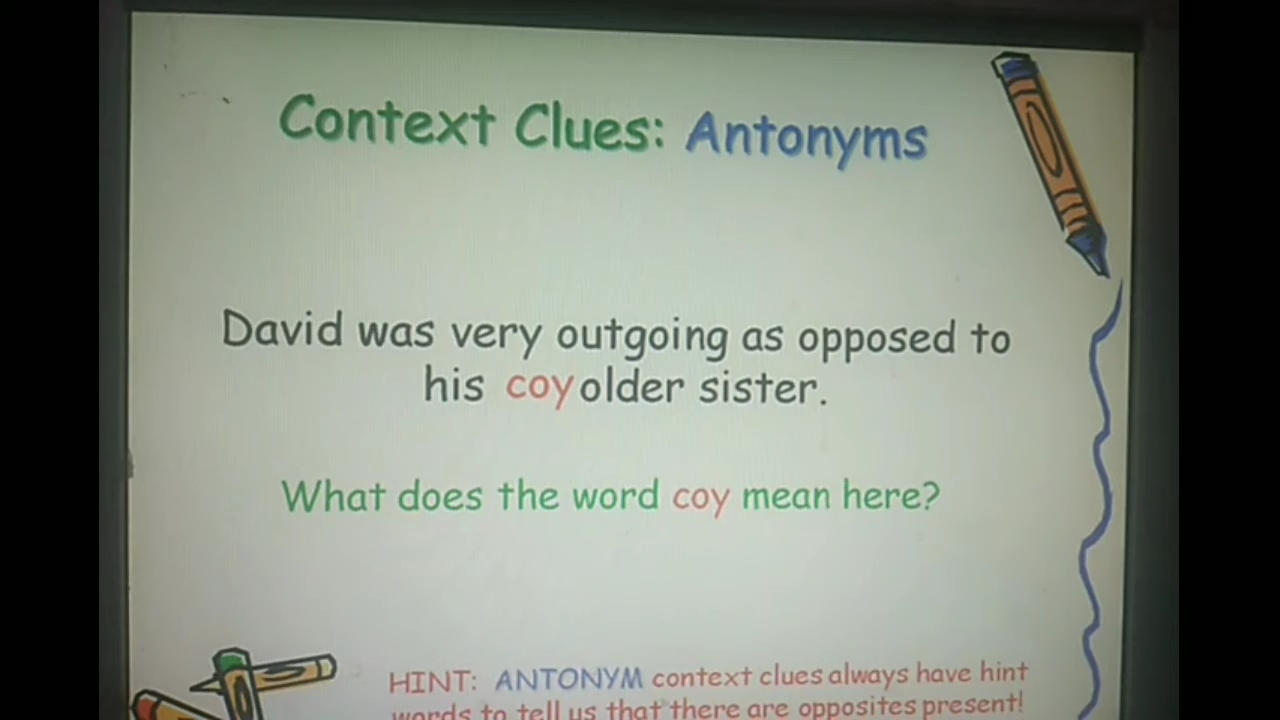 Context Clues: Antonyms
David was very outgoing as opposed to
his coy older sister.
What does the word coy mean here?
HINT: ANTONYM context clues always have hint
words to tell us that there are opposites present!